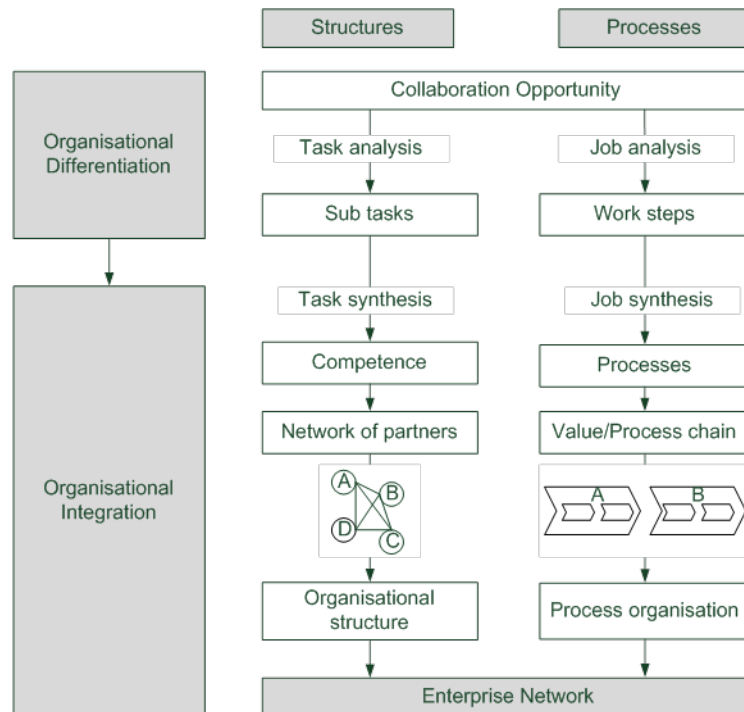 Structures
Processes
Organisational
Differentiation
Collaboration Opportunity
Task analysis
Job analysis
Sub tasks
Work steps
Organisational
Integration
Task synthesis
Job synthesis
Competence
Processes
Network of partners
Value/Process chain
A
B
D
C
A
B
Organisational
structure
Process organisation
Enterprise Network